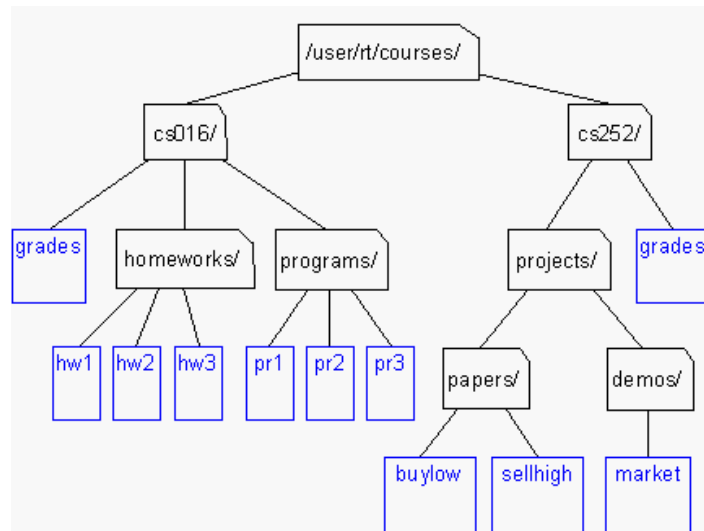 /user/rt/courses/
cs016/
cs252/
grades
homeworks/
programs/
projects/
grades
hw1
hw2
hw3
pr1
pr2
pr3
papers/
demos/
buylow
sellhigh
market